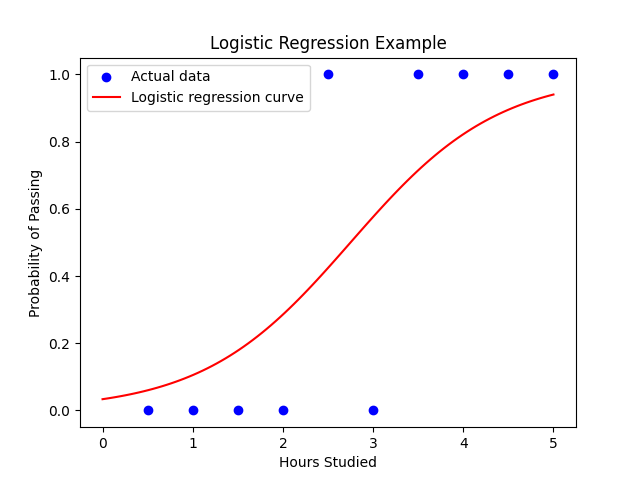 Logistic Regression Example
Actual data
Logistic regression curve
1.0
0.8
0.6
0.4
0.2
0.0
Probability of Passing
0 1 2 3 4 5
Hours Studied